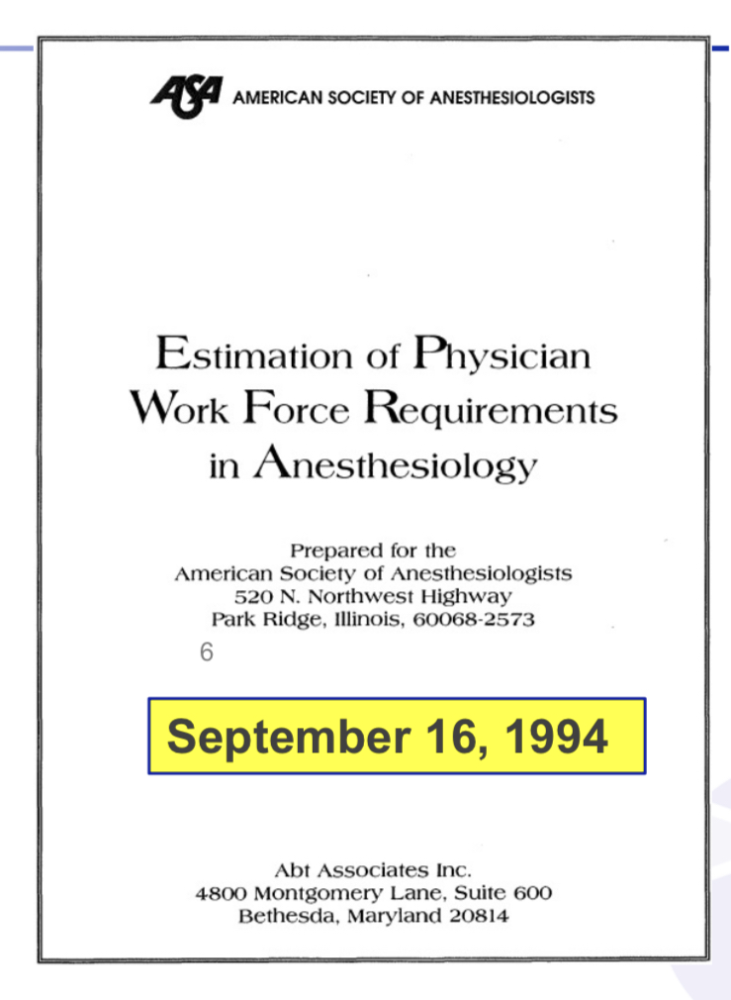 ASA AMERICAN SOCIETY OF ANESTHESIOLOGISTS
Estimation of Physician
Work Force Requirements
in Anesthesiology
Prepared for the
American Society of Anesthesiologists
520 N. Northwest Highway
Park Ridge, Illinois, 60068-2573
6
September 16, 1994
Abt Associates Inc.
4800 Montgomery Lane, Suite 600
Bethesda, Maryland 20814